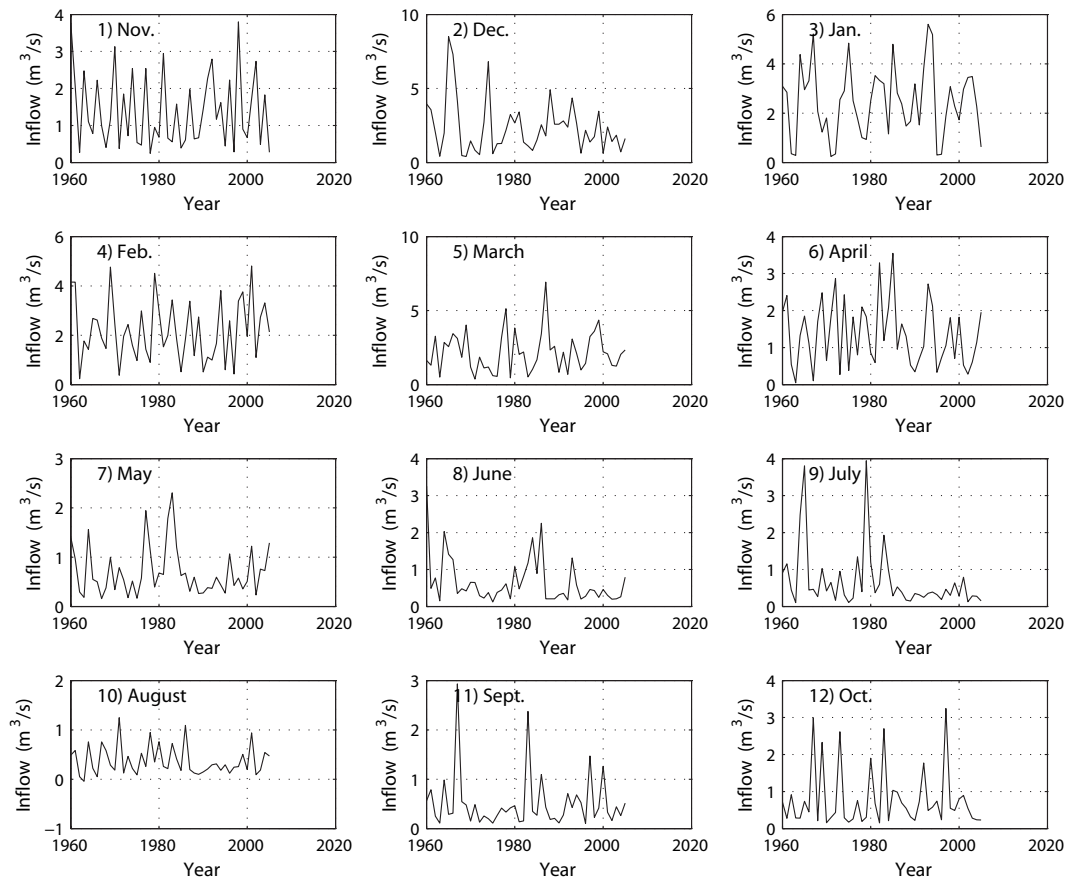 1) Nov.
Inflow (m³/s)
4
3
2
1
0
1960 1980 2000 2020
Year
2) Dec.
Inflow (m³/s)
10
5
0
1960 1980 2000 2020
Year
3) Jan.
Inflow (m³/s)
6
4
2
0
1960 1980 2000 2020
Year
4) Feb.
Inflow (m³/s)
6
4
2
0
1960 1980 2000 2020
Year
5) March
Inflow (m³/s)
10
5
0
1960 1980 2000 2020
Year
6) April
Inflow (m³/s)
4
3
2
1
0
1960 1980 2000 2020
Year
7) May
Inflow (m³/s)
3
2
1
0
1960 1980 2000 2020
Year
8) June
Inflow (m³/s)
4
3
2
1
0
1960 1980 2000 2020
Year
9) July
Inflow (m³/s)
4
3
2
1
0
1960 1980 2000 2020
Year
10) August
Inflow (m³/s)
2
1
0
−1
1960 1980 2000 2020
Year
11) Sept.
Inflow (m³/s)
3
2
1
0
1960 1980 2000 2020
Year
12) Oct.
Inflow (m³/s)
4
3
2
1
0
1960 1980 2000 2020
Year